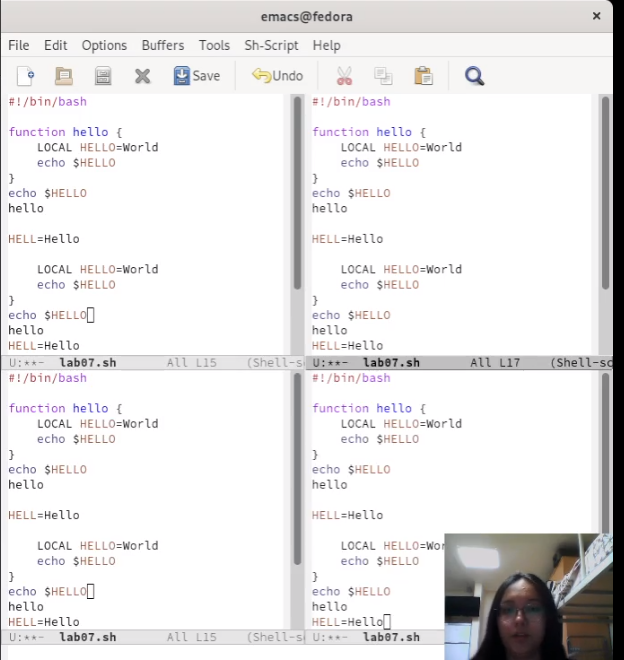 emacs@fedora
×
File Edit Options Buffers Tools Sh-Script Help
Save Undo
#!/bin/bash
function hello {
    LOCAL HELLO=World
    echo $HELLO
}
echo $HELLO
hello
HELL=Hello
    LOCAL HELLO=World
    echo $HELLO
}
echo $HELLO
hello
HELL=Hello
U:**-  lab07.sh       All L15    (Shell-s
#!/bin/bash
function hello {
    LOCAL HELLO=World
    echo $HELLO
}
echo $HELLO
hello
HELL=Hello
    LOCAL HELLO=World
    echo $HELLO
}
echo $HELLO
hello
HELL=Hello
U:**-  lab07.sh       All L17    (Shell-sc
#!/bin/bash
function hello {
    LOCAL HELLO=World
    echo $HELLO
}
echo $HELLO
hello
HELL=Hello
    LOCAL HELLO=World
    echo $HELLO
}
echo $HELLO
hello
HELL=Hello
U:**-  lab07.sh       All L15    (Shell-s
#!/bin/bash
function hello {
    LOCAL HELLO=World
    echo $HELLO
}
echo $HELLO
hello
HELL=Hello
    LOCAL HELLO=Wor
    echo $HELLO
}
echo $HELLO
hello
HELL=Hello
U:**-  lab07.sh